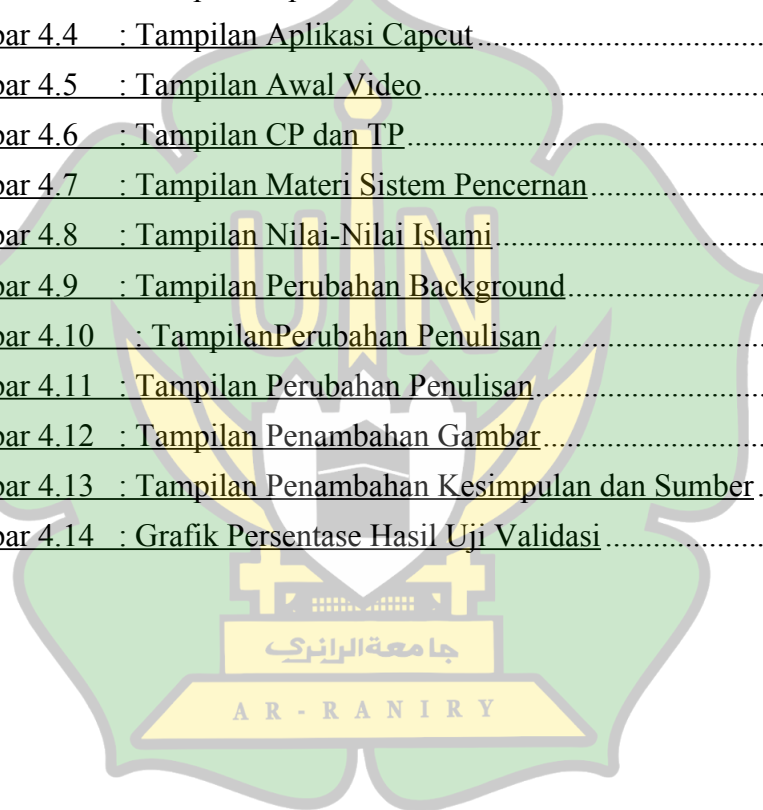 bar 4.4 : Tampilan Aplikasi Capcut
bar 4.5 : Tampilan Awal Video
bar 4.6 : Tampilan CP dan TP
bar 4.7 : Tampilan Materi Sistem Pencernan
bar 4.8 : Tampilan Nilai-Nilai Islami
bar 4.9 : Tampilan Perubahan Background
bar 4.10 : TampilanPerubahan Penulisan
bar 4.11 : Tampilan Perubahan Penulisan
bar 4.12 : Tampilan Penambahan Gambar
bar 4.13 : Tampilan Penambahan Kesimpulan dan Sumber
bar 4.14 : Grafik Persentase Hasil Uji Validasi
UIN
جامعة الرانري
AR-RANIRY